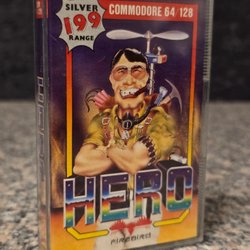 SILVER
199
RANGE
COMMODORE 64/128
HERO
FIREBIRD